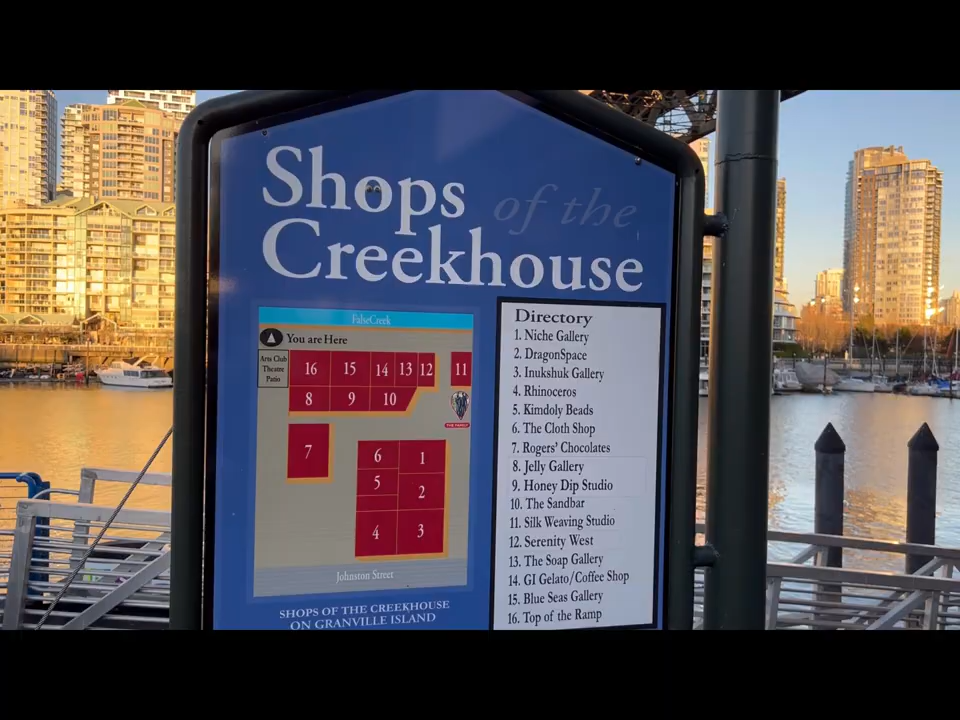 Shops of the
Creekhouse
FalseCreek
You are Here
Arts Club
Theatre
Patio
16 15 14 13 12 11
8 9 10
THE FAMILY
7
6 1
5 2
4 3
Johnston Street
SHOPS OF THE CREEKHOUSE
ON GRANVILLE ISLAND
Directory
1. Niche Gallery
2. DragonSpace
3. Inukshuk Gallery
4. Rhinoceros
5. Kimdoly Beads
6. The Cloth Shop
7. Rogers' Chocolates
8. Jelly Gallery
9. Honey Dip Studio
10. The Sandbar
11. Silk Weaving Studio
12. Serenity West
13. The Soap Gallery
14. GI Gelato/Coffee Shop
15. Blue Seas Gallery
16. Top of the Ramp